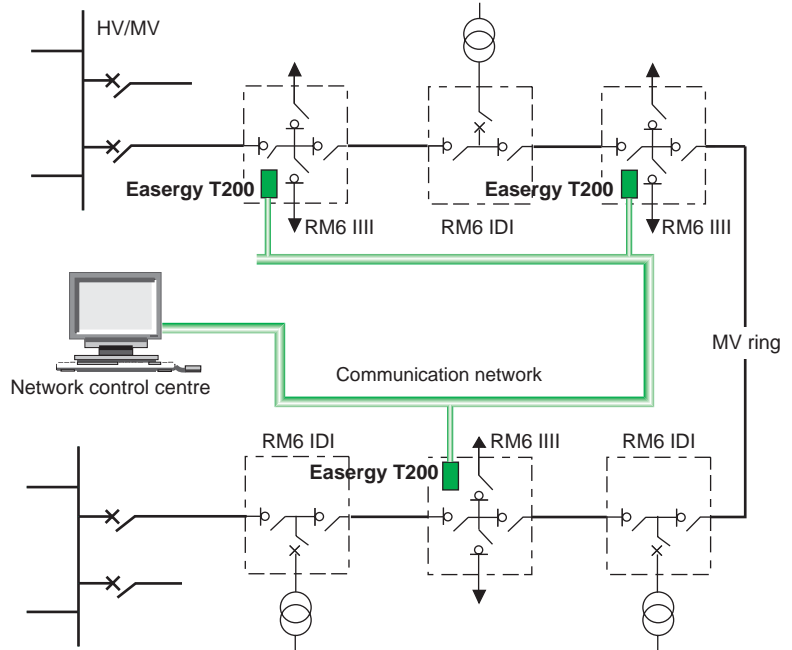 HV/MV
Easergy T200
Easergy T200
RM6 IIII
RM6 IDI
RM6 IIII
MV ring
Network control centre
Communication network
RM6 IDI
RM6 IIII
RM6 IDI
Easergy T200